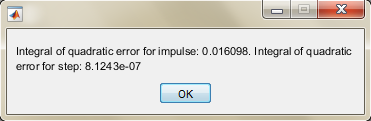 Integral of quadratic error for impulse: 0.016098. Integral of quadratic
error for step: 8.1243e-07
OK